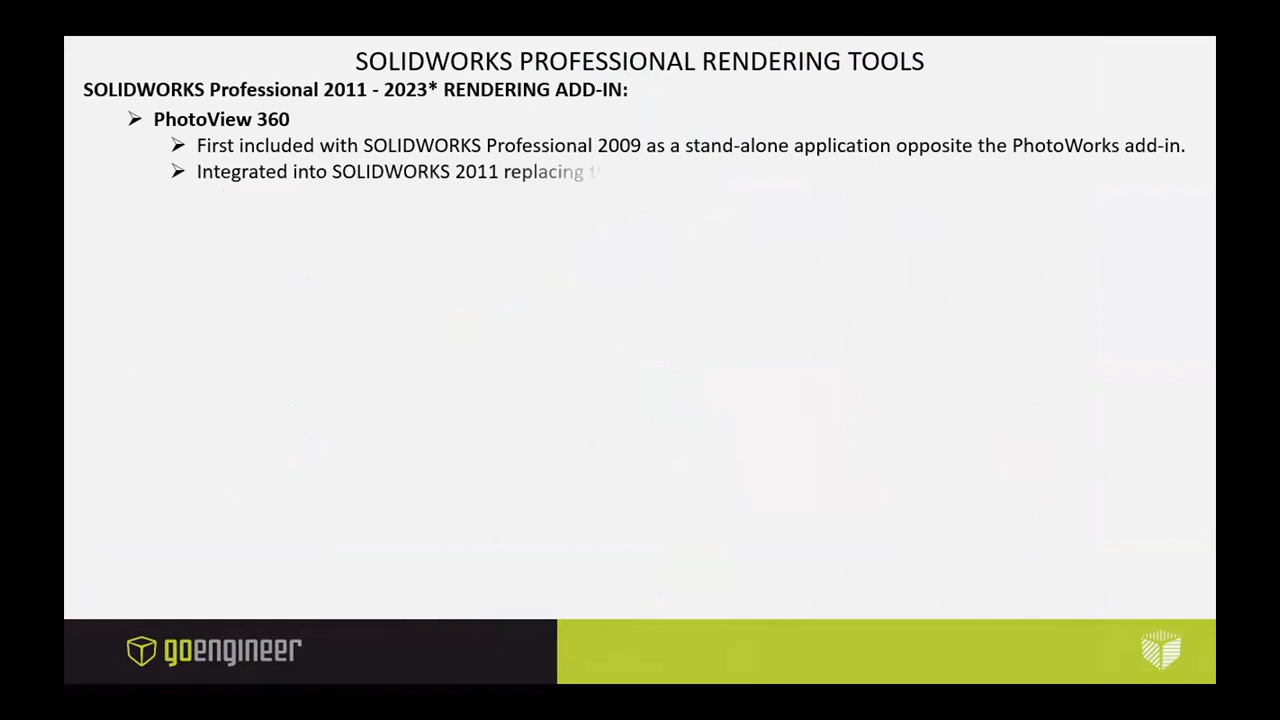 SOLIDWORKS PROFESSIONAL RENDERING TOOLS
SOLIDWORKS Professional 2011 - 2023* RENDERING ADD-IN:
➢ PhotoView 360
➢ First included with SOLIDWORKS Professional 2009 as a stand-alone application opposite the PhotoWorks add-in.
➢ Integrated into SOLIDWORKS 2011 replacing
goengineer